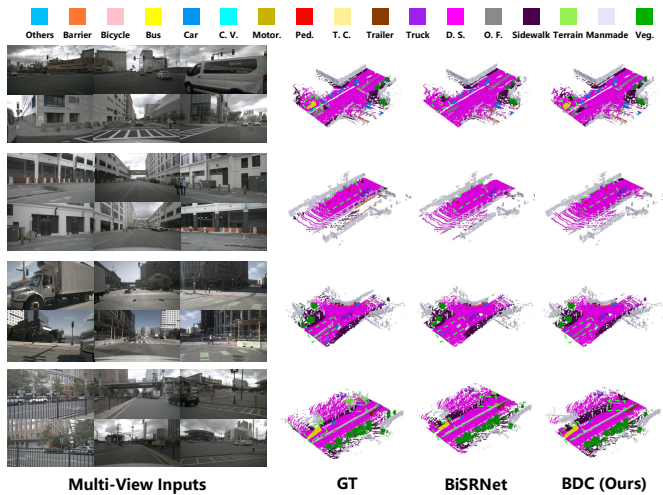 Others Barrier Bicycle Bus Car C. V. Motor. Ped. T. C. Trailer Truck D. S. O. F. Sidewalk Terrain Manmade Veg.
Multi-View Inputs GT BiSRNet BDC (Ours)